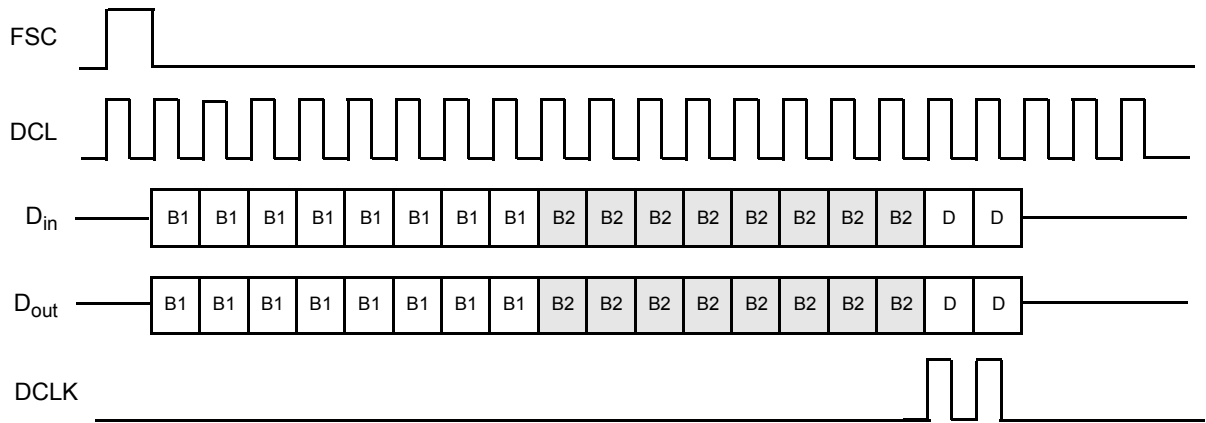 FSC
DCL
Din B1 B1 B1 B1 B1 B1 B1 B1 B2 B2 B2 B2 B2 B2 B2 B2 D D
Dout B1 B1 B1 B1 B1 B1 B1 B1 B2 B2 B2 B2 B2 B2 B2 B2 D D
DCLK